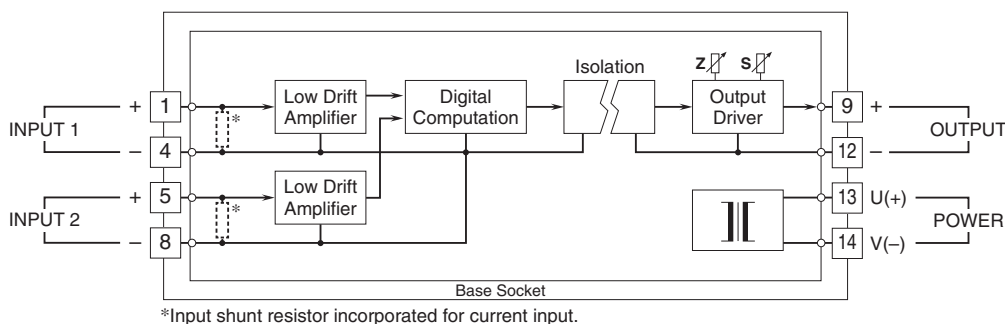 Isolation
Z
S
INPUT 1
+ 1
− 4
* Low Drift Amplifier
Digital Computation
Output Driver
9 +
12 −
OUTPUT
INPUT 2
+ 5
− 8
* Low Drift Amplifier
13 U(+)
14 V(−)
POWER
Base Socket
*Input shunt resistor incorporated for current input.